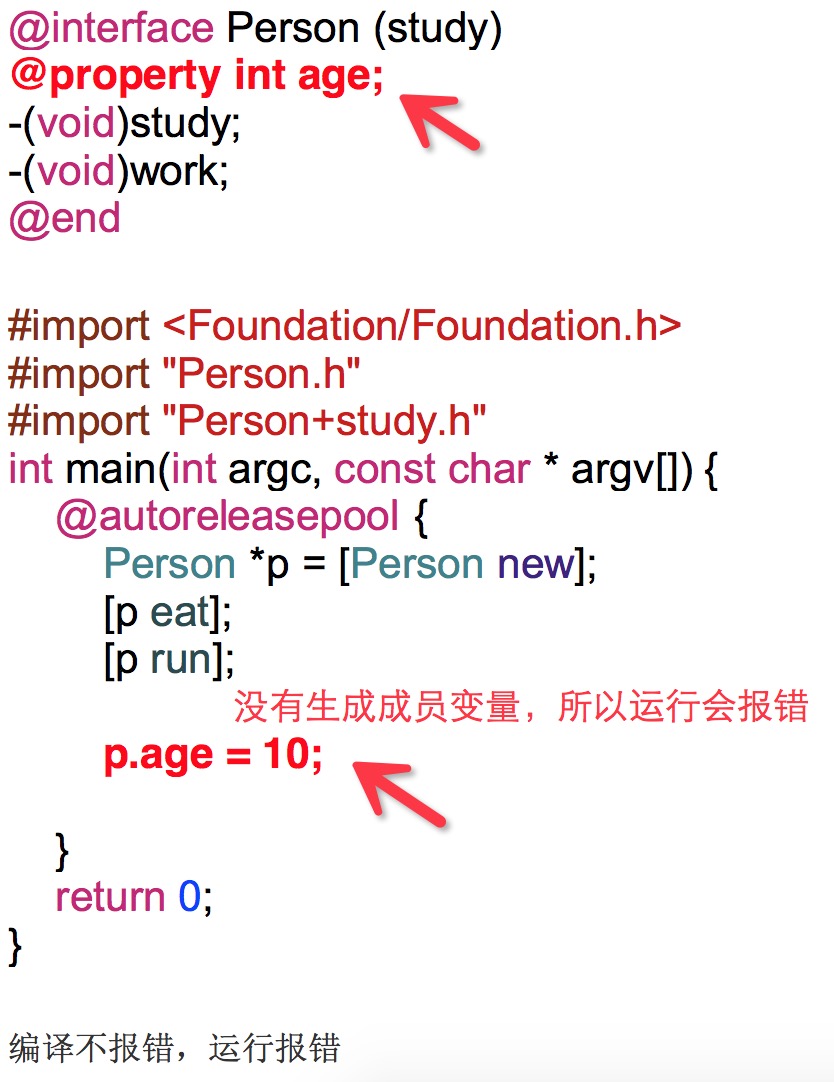 @interface Person (study)
@property int age;
-(void)study;
-(void)work;
@end
#import <Foundation/Foundation.h>
#import "Person.h"
#import "Person+study.h"
int main(int argc, const char * argv[]) {
@autoreleasepool {
Person *p = [Person new];
[p eat];
[p run];
没有生成成员变量，所以运行会报错
p.age = 10;
}
return 0;
}
编译不报错，运行报错